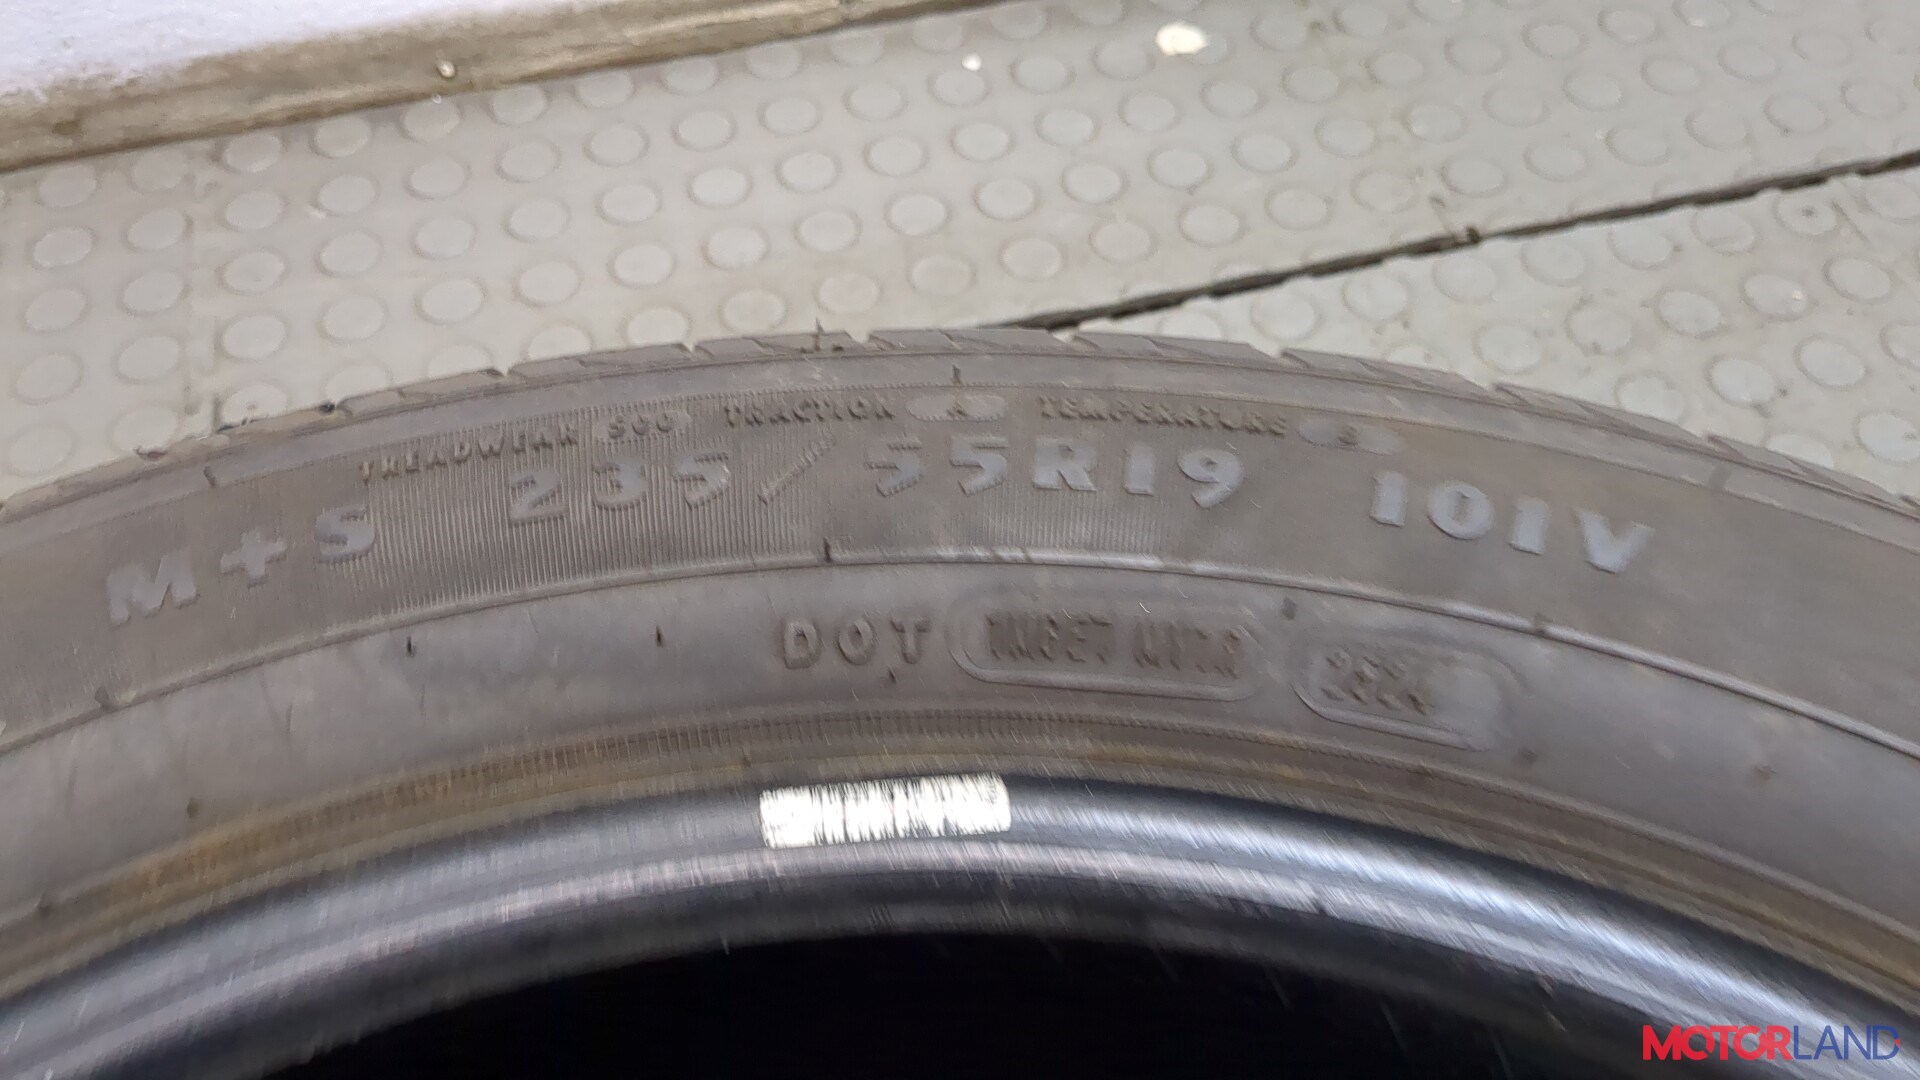 TREADWEAR 500 TRACTION A TEMPERATURE
M+S 235/55R19 101V
DOT
MOTORLAND